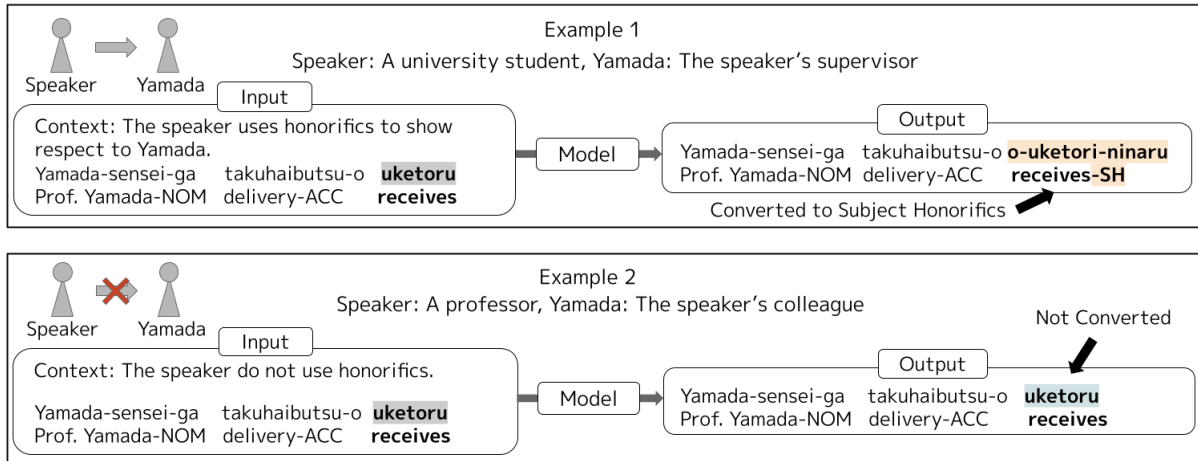 Example 1
Speaker: A university student, Yamada: The speaker's supervisor
Speaker Yamada
Input
Context: The speaker uses honorifics to show
respect to Yamada.
Yamada-sensei-ga takuhaibutsu-o uketoru
Prof. Yamada-NOM delivery-ACC receives
Model
Output
Yamada-sensei-ga takuhaibutsu-o o-uketori-ninaru
Prof. Yamada-NOM delivery-ACC receives-SH
Converted to Subject Honorifics
Example 2
Speaker: A professor, Yamada: The speaker's colleague
Speaker Yamada
Input
Context: The speaker do not use honorifics.
Yamada-sensei-ga takuhaibutsu-o uketoru
Prof. Yamada-NOM delivery-ACC receives
Model
Not Converted
Output
Yamada-sensei-ga takuhaibutsu-o uketoru
Prof. Yamada-NOM delivery-ACC receives